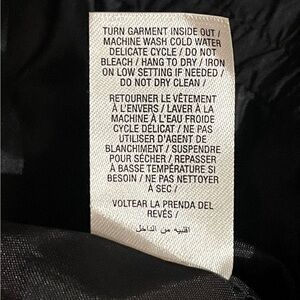 TURN GARMENT INSIDE OUT /
MACHINE WASH COLD WATER
DELICATE CYCLE / DO NOT
BLEACH / HANG TO DRY / IRON
ON LOW SETTING IF NEEDED /
DO NOT DRY CLEAN /
RETOURNER LE VÊTEMENT
À L'ENVERS / LAVER À LA
MACHINE À L'EAU FROIDE
CYCLE DÉLICAT / NE PAS
UTILISER D'AGENT DE
BLANCHIMENT / SUSPENDRE
POUR SÉCHER / REPASSER
À BASSE TEMPÉRATURE SI
BESOIN / NE PAS NETTOYER
À SEC /
VOLTEAR LA PRENDA DEL
REVÉS /
اقلبيه من الداخل